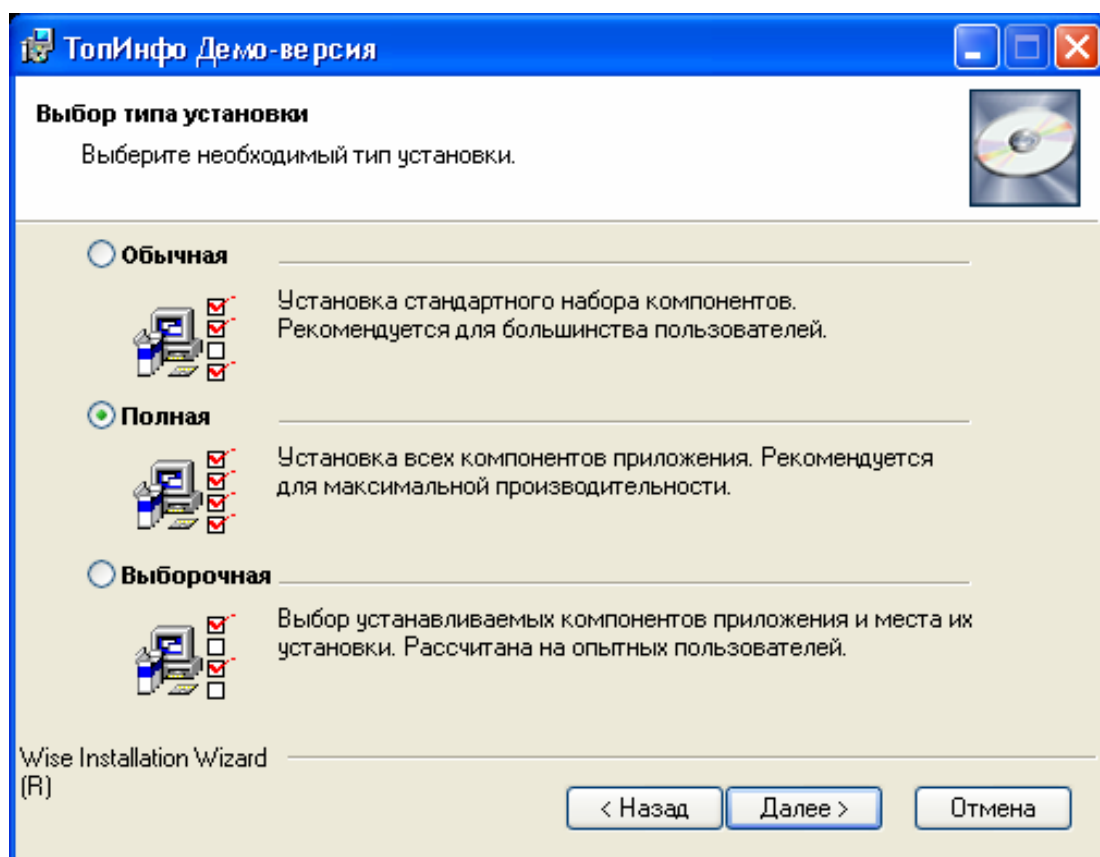 ТопИнфо Демо-версия
Выбор типа установки
Выберите необходимый тип установки.
Обычная
Установка стандартного набора компонентов.
Рекомендуется для большинства пользователей.
Полная
Установка всех компонентов приложения. Рекомендуется
для максимальной производительности.
Выборочная
Выбор устанавливаемых компонентов приложения и места их
установки. Рассчитана на опытных пользователей.
Wise Installation Wizard
(R)
< Назад
Далее >
Отмена